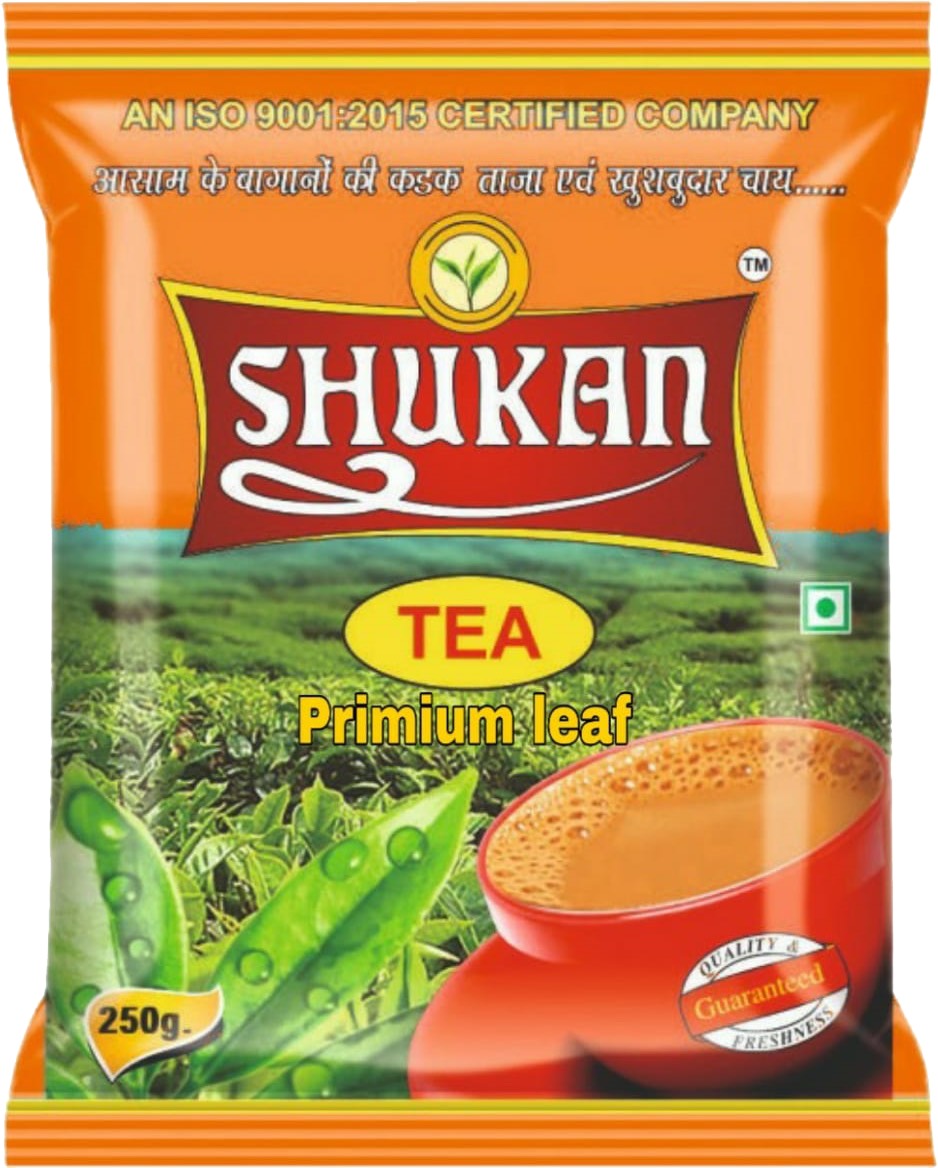 AN ISO 9001:2015 CERTIFIED COMPANY
आसाम के बागानों की कडक ताजा एवं खुशबुदार चाय......
TM
SHUKAN
TEA
Primium leaf
250g.
QUALITY &
Guaranteed
FRESHNESS